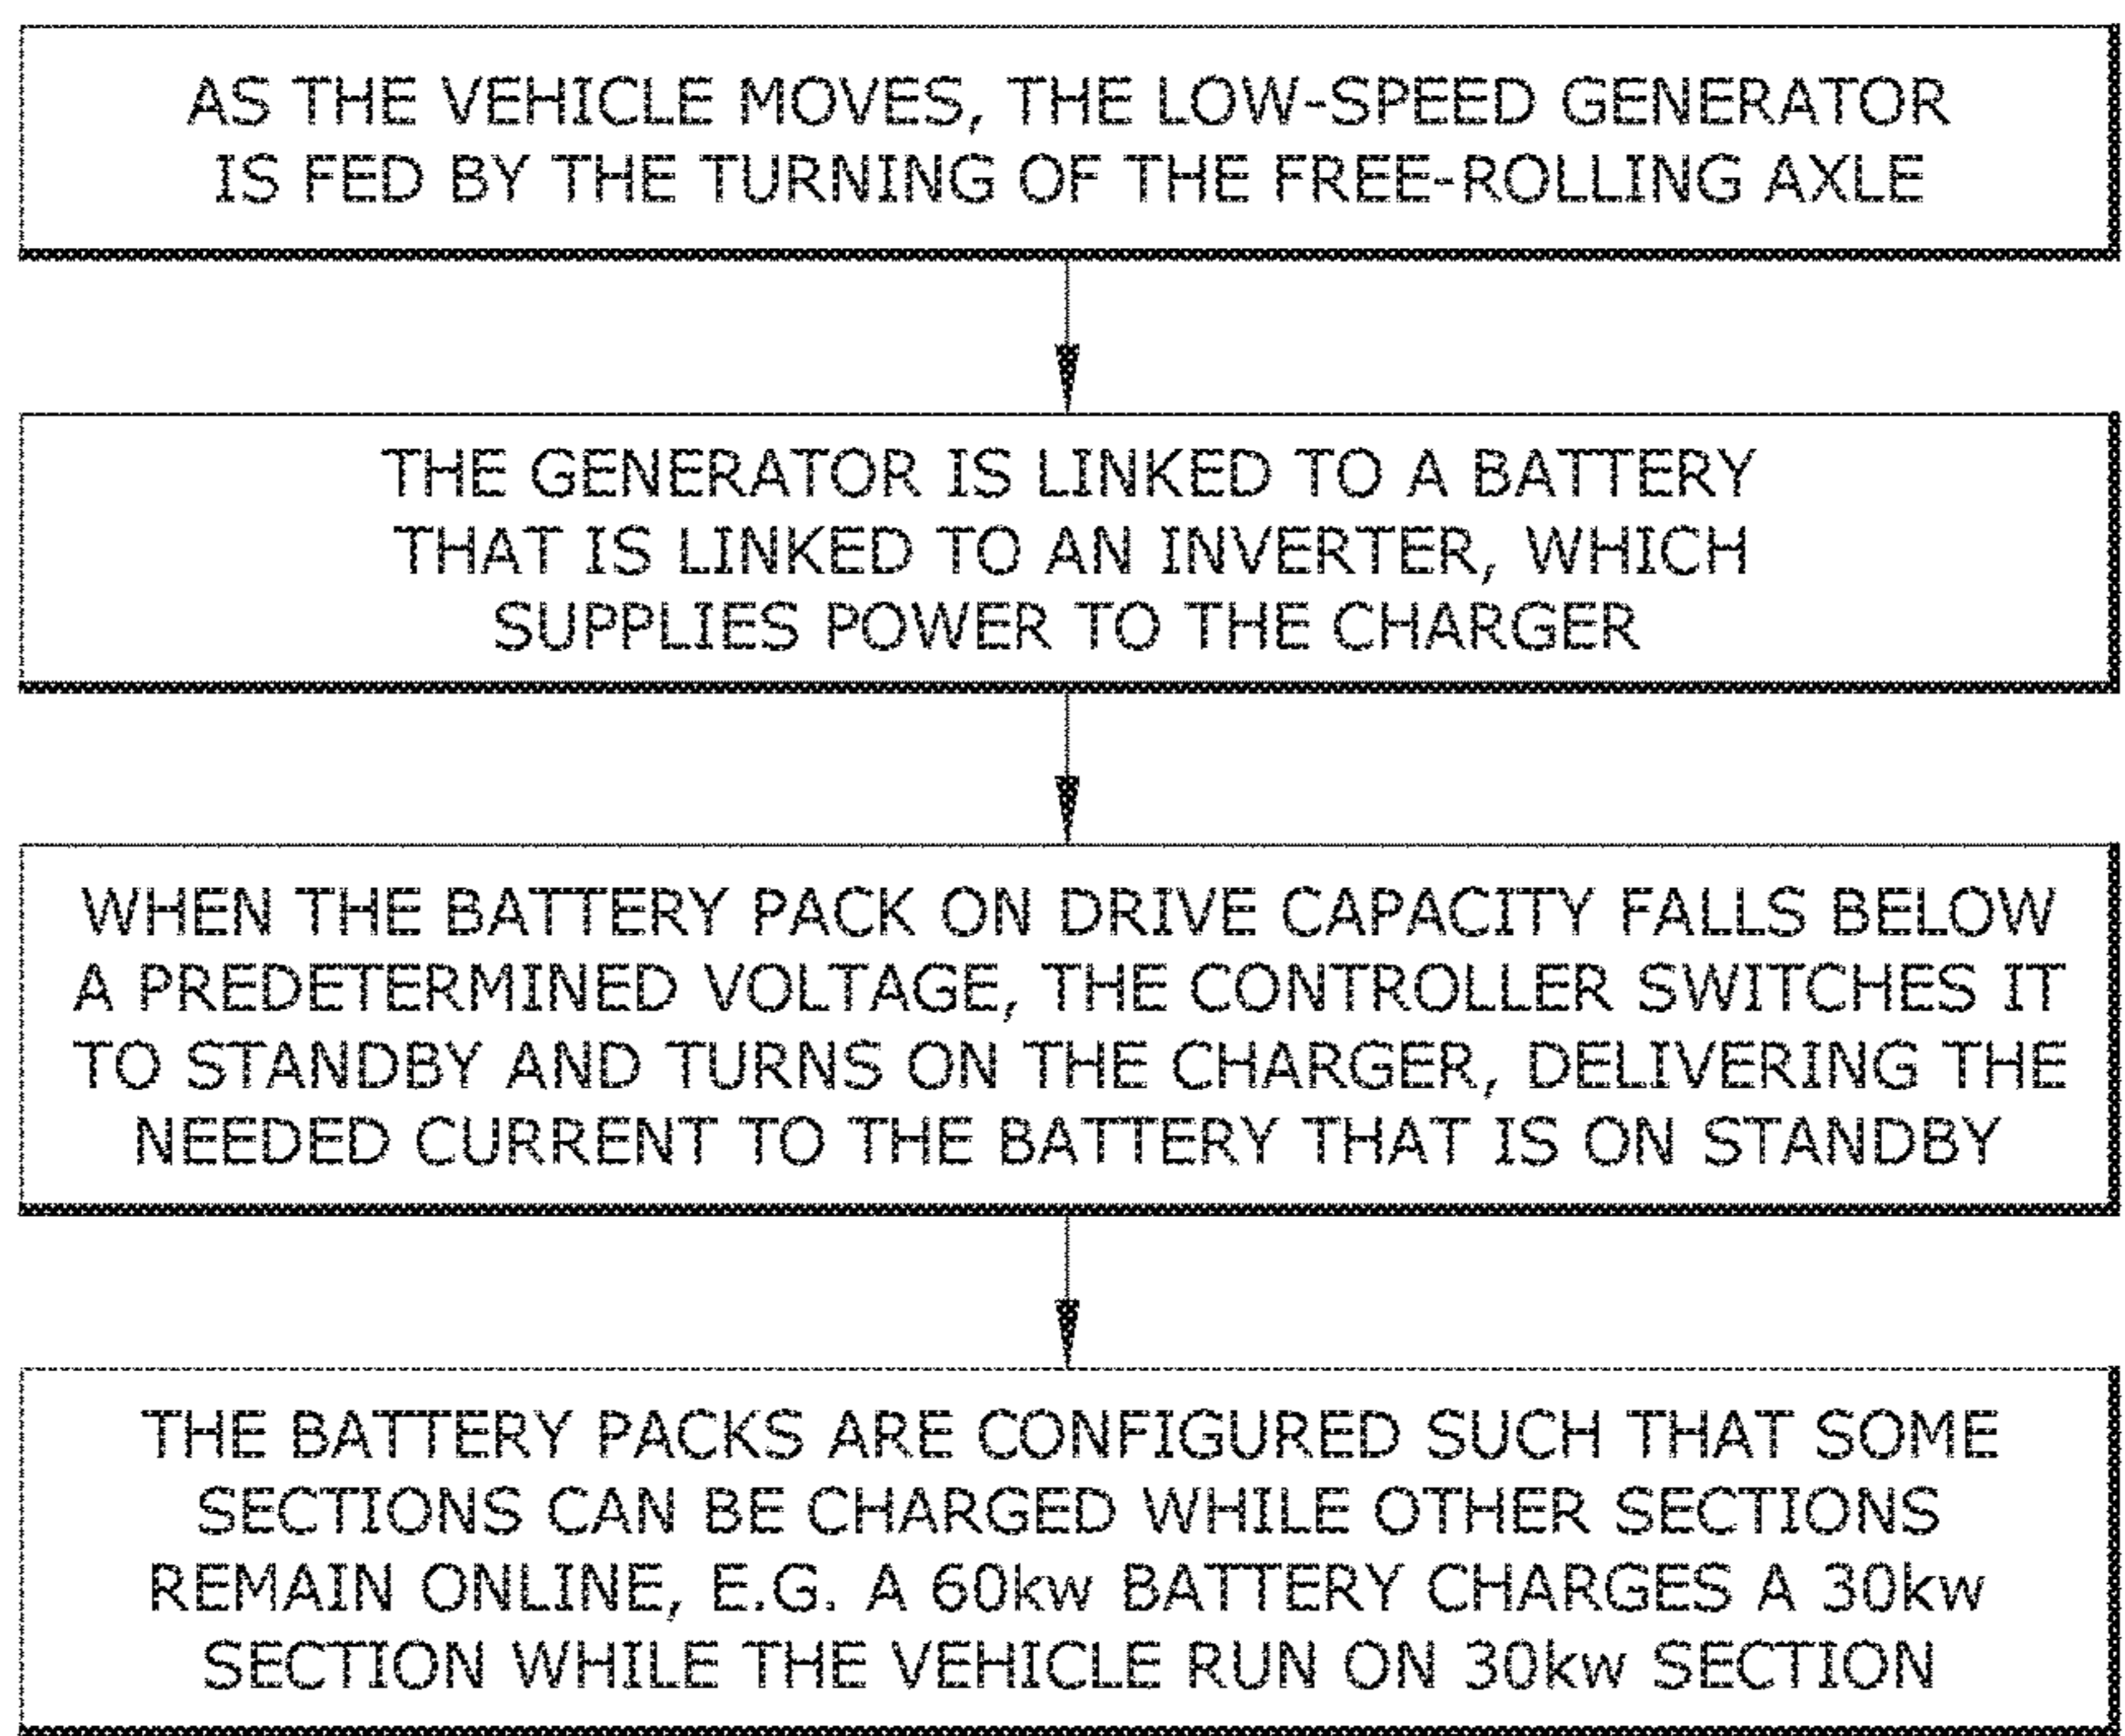 AS THE VEHICLE MOVES, THE LOW-SPEED GENERATOR
IS FED BY THE TURNING OF THE FREE-ROLLING AXLE
THE GENERATOR IS LINKED TO A BATTERY
THAT IS LINKED TO AN INVERTER, WHICH
SUPPLIES POWER TO THE CHARGER
WHEN THE BATTERY PACK ON DRIVE CAPACITY FALLS BELOW
A PREDETERMINED VOLTAGE, THE CONTROLLER SWITCHES IT
TO STANDBY AND TURNS ON THE CHARGER, DELIVERING THE
NEEDED CURRENT TO THE BATTERY THAT IS ON STANDBY
THE BATTERY PACKS ARE CONFIGURED SUCH THAT SOME
SECTIONS CAN BE CHARGED WHILE OTHER SECTIONS
REMAIN ONLINE, E.G. A 60kw BATTERY CHARGES A 30kw
SECTION WHILE THE VEHICLE RUN ON 30kw SECTION